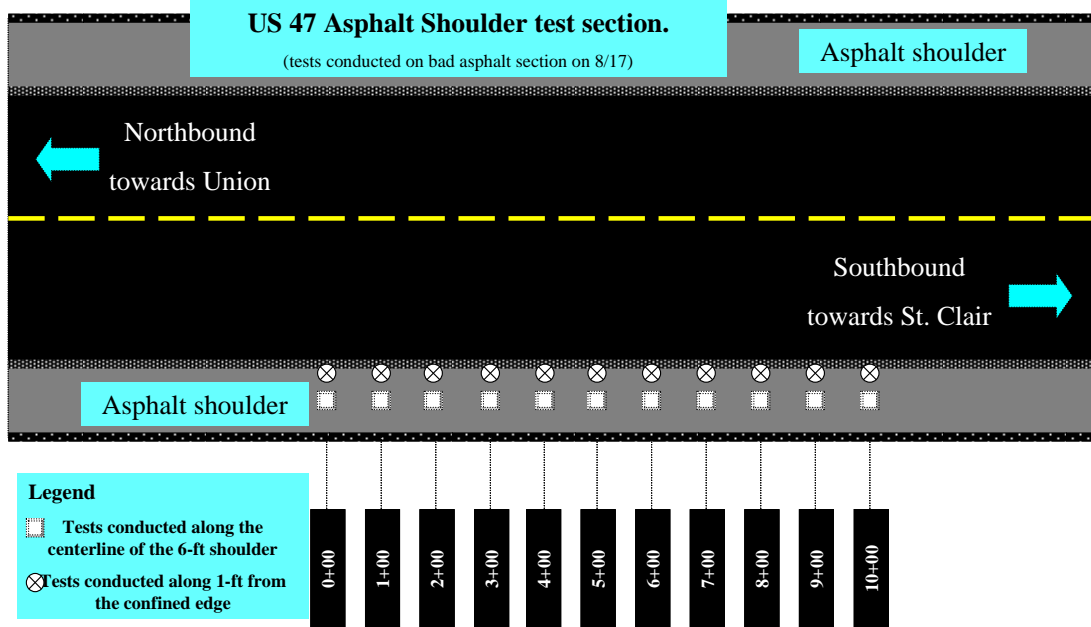 US 47 Asphalt Shoulder test section.
(tests conducted on bad asphalt section on 8/17)
Asphalt shoulder
Northbound
towards Union
Southbound
towards St. Clair
Asphalt shoulder
Legend
Tests conducted along the
centerline of the 6-ft shoulder
Tests conducted along 1-ft from
the confined edge
0+00
1+00
2+00
3+00
4+00
5+00
6+00
7+00
8+00
9+00
10+00